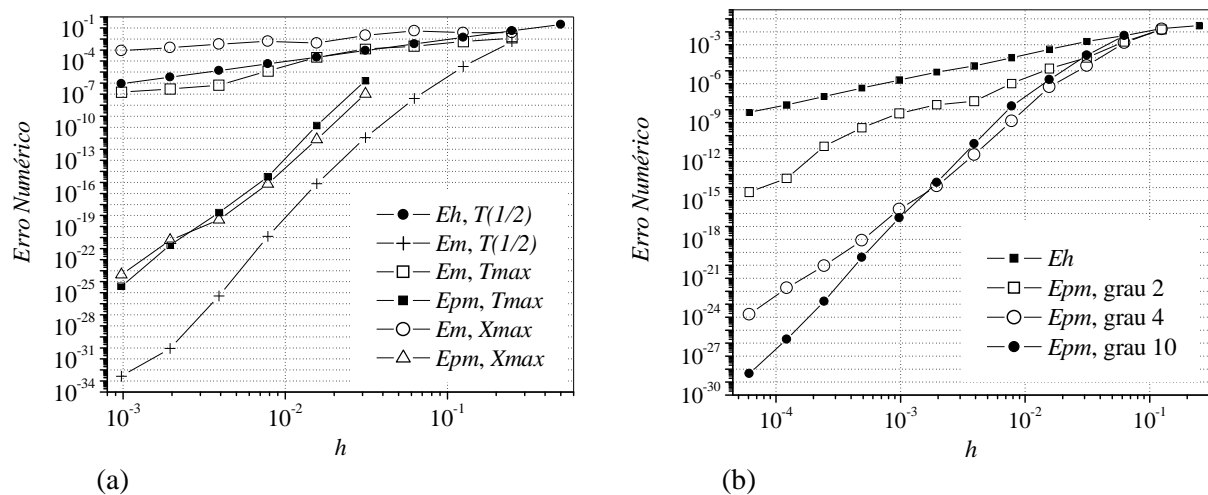 10⁻¹
10⁻⁴
10⁻⁷
10⁻¹⁰
10⁻¹³
10⁻¹⁶
10⁻¹⁹
10⁻²²
10⁻²⁵
10⁻²⁸
10⁻³¹
10⁻³⁴
Erro Numérico
Eh, T(1/2)
Em, T(1/2)
Em, Tmax
Epm, Tmax
Em, Xmax
Epm, Xmax
10⁻³
10⁻²
10⁻¹
h
(a)
10⁻³
10⁻⁶
10⁻⁹
10⁻¹²
10⁻¹⁵
10⁻¹⁸
10⁻²¹
10⁻²⁴
10⁻²⁷
10⁻³⁰
Erro Numérico
Eh
Epm, grau 2
Epm, grau 4
Epm, grau 10
10⁻⁴
10⁻³
10⁻²
10⁻¹
h
(b)